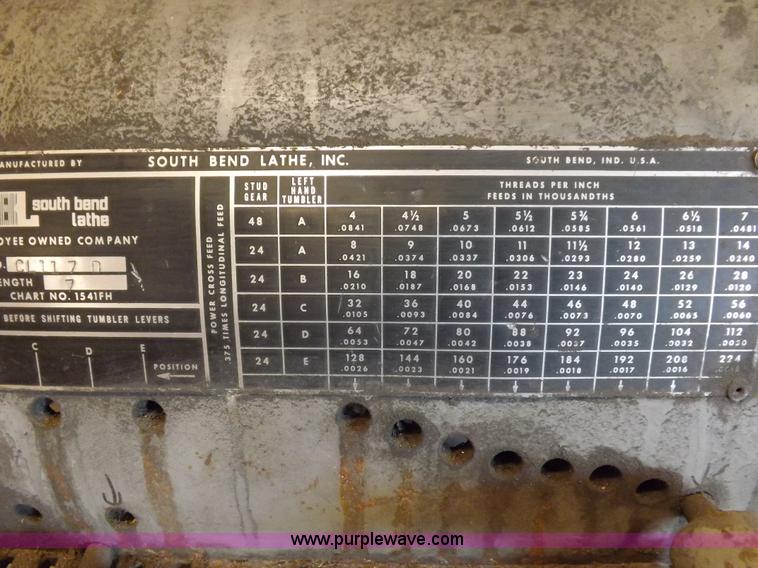 ANUFACTURED BY SOUTH BEND LATHE, INC. SOUTH BEND, IND. U.S.A.
south bend
lathe
OYEE OWNED COMPANY
ENGTH 7
CHART NO. 1541FH
BEFORE SHIFTING TUMBLER LEVERS
C D E POSITION
POWER CROSS FEED
.375 TIMES LONGITUDINAL FEED
STUD GEAR LEFT HAND TUMBLER THREADS PER INCH
FEEDS IN THOUSANDTHS
48 A 4 4½ 5 5½ 5¾ 6 6½ 7
.0841 .0748 .0673 .0612 .0585 .0561 .0518 .0481
24 A 8 9 10 11 11½ 12 13 14
.0421 .0374 .0337 .0306 .0293 .0280 .0259 .0240
24 B 16 18 20 22 23 24 26 28
.0210 .0187 .0168 .0153 .0146 .0140 .0129 .0120
24 C 32 36 40 44 46 48 52 56
.0105 .0093 .0084 .0076 .0073 .0070 .0065 .0060
24 D 64 72 80 88 92 96 104 112
.0053 .0047 .0042 .0038 .0035 .0032
24 E 128 144 160 176 184 192 208 224
.0026 .0023 .0021 .0019 .0018 .0017 .0016
www.purplewave.com